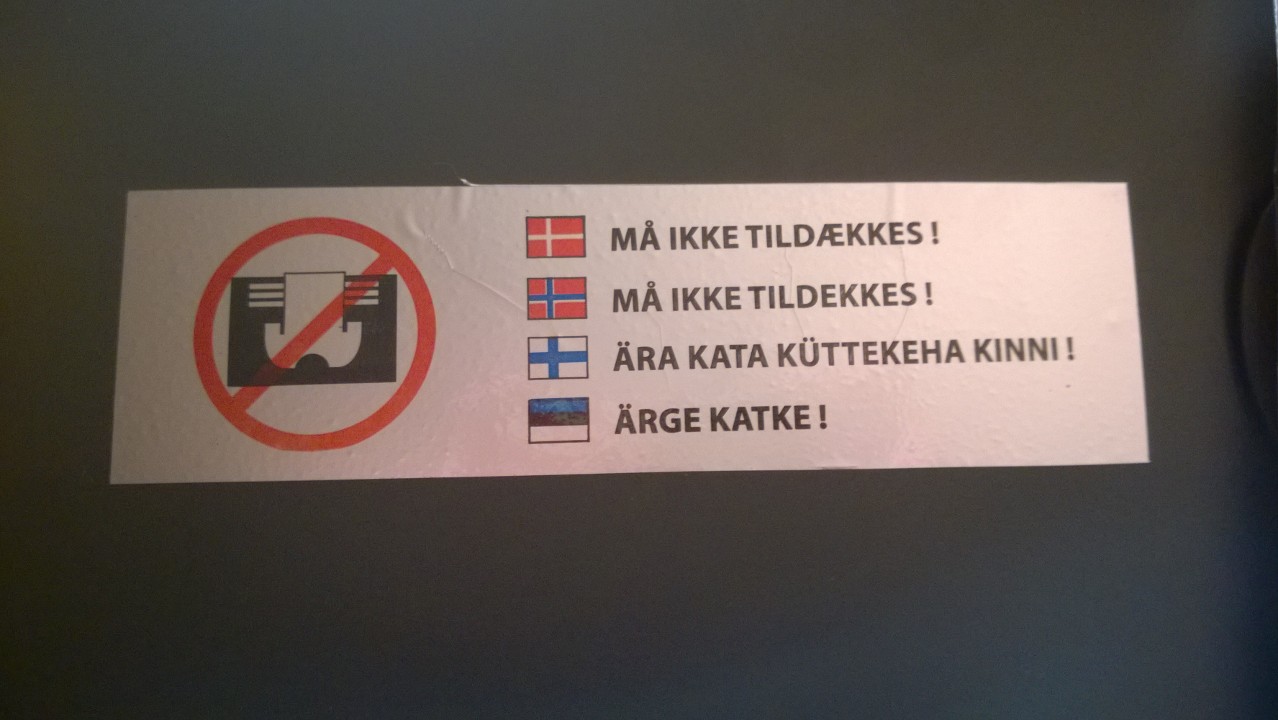 MÅ IKKE TILDÆKKES !
MÅ IKKE TILDEKKES !
ÄRA KATA KÜTTEKEHA KINNI !
ÄRGE KATKE !